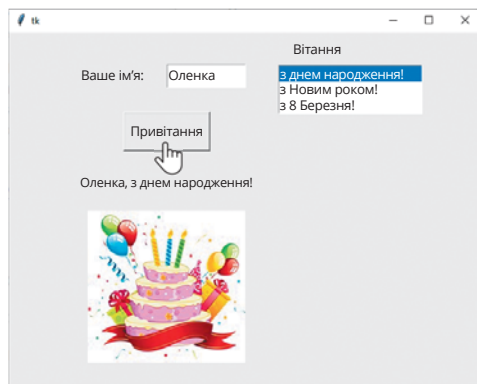 tk
Вітання
Ваше ім’я: Оленка
з днем народження!
з Новим роком!
з 8 Березня!
Привітання
Оленка, з днем народження!